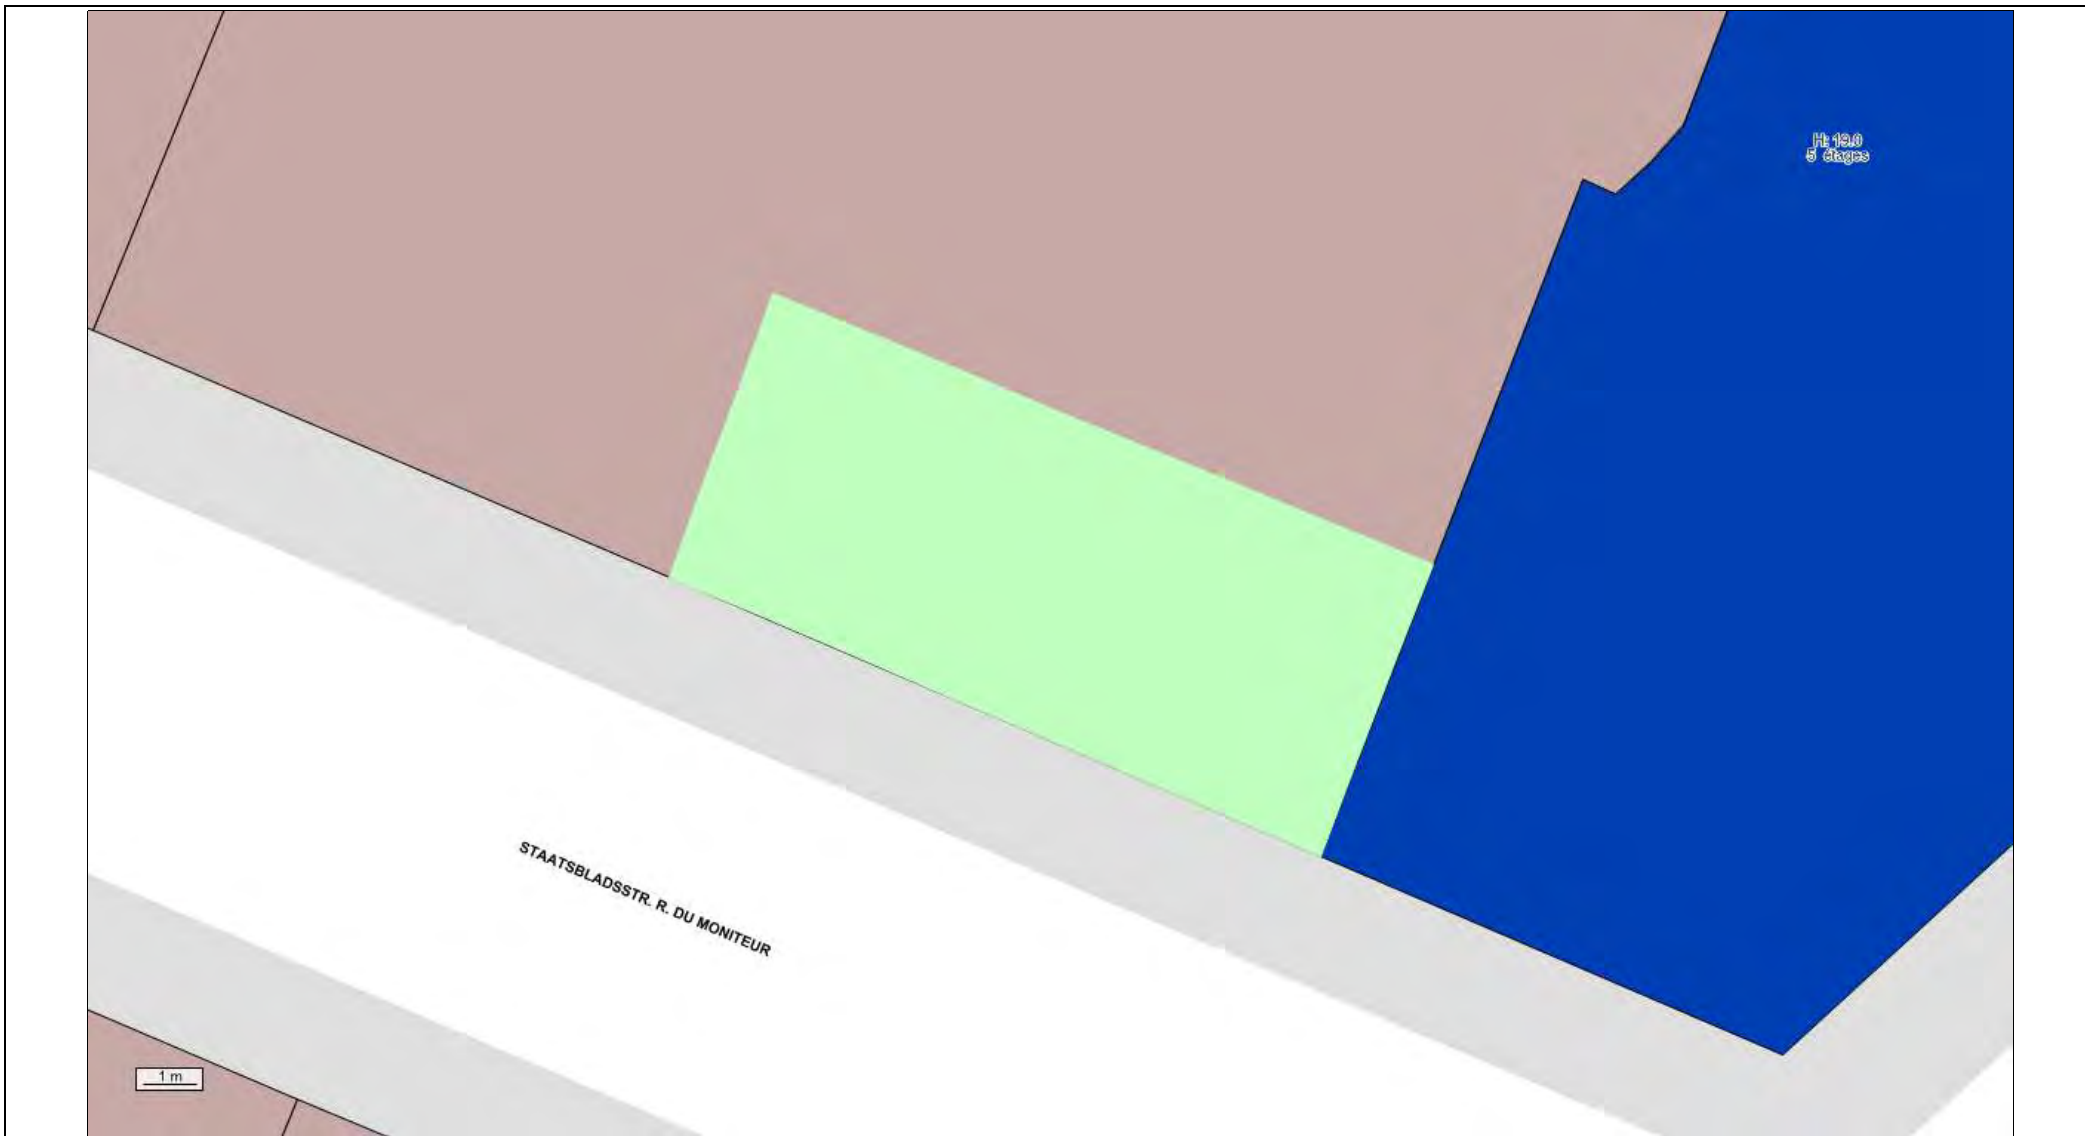 H: 19.0
5 étages
STAATSBLADSSTR. R. DU MONITEUR
1 m